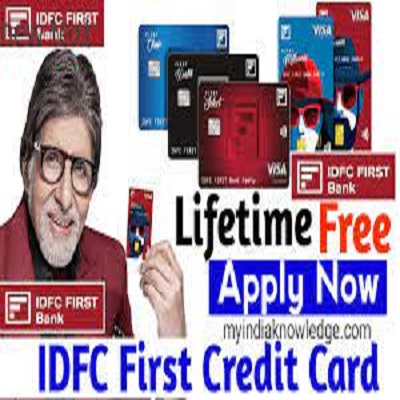 IDFC FIRST
Bank
VISA
VISA
VISA
IDFC FIRST
Bank
Lifetime Free
Apply Now
IDFC FIRST
Bank
myindiaknowledge.com
IDFC First Credit Card